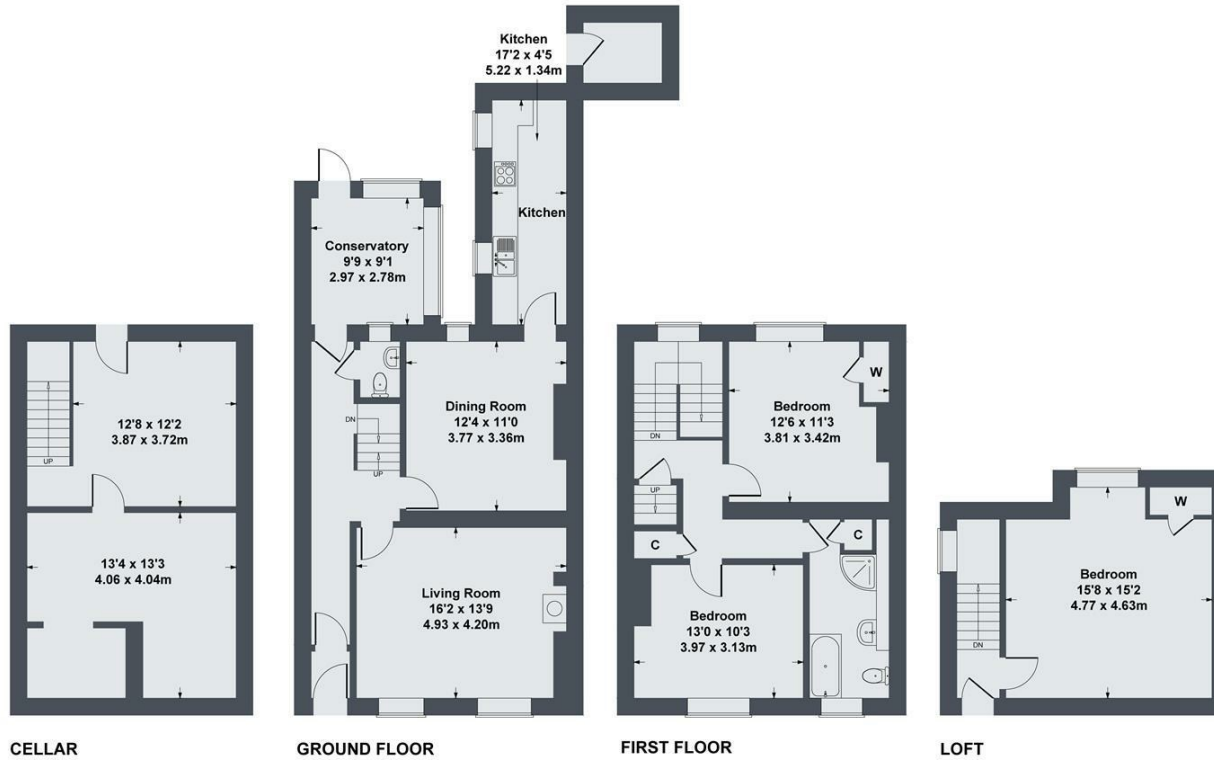 12'8 x 12'2
3.87 x 3.72m
UP
13'4 x 13'3
4.06 x 4.04m
CELLAR
Kitchen
17'2 x 4'5
5.22 x 1.34m
Kitchen
Conservatory
9'9 x 9'1
2.97 x 2.78m
Dining Room
12'4 x 11'0
3.77 x 3.36m
DN
UP
Living Room
16'2 x 13'9
4.93 x 4.20m
GROUND FLOOR
W
Bedroom
12'6 x 11'3
3.81 x 3.42m
DN
UP
C
C
Bedroom
13'0 x 10'3
3.97 x 3.13m
FIRST FLOOR
W
Bedroom
15'8 x 15'2
4.77 x 4.63m
DN
LOFT